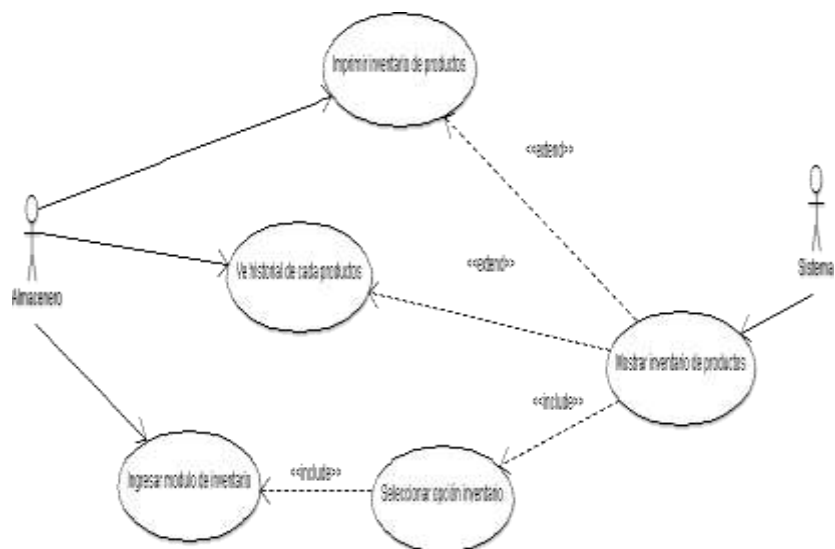 Imprimir inventario de productos
<<extend>>
Sistema
Almacenero
Ve historial de cada productos
<<extend>>
Mostrar inventario de productos
<<include>>
Ingresar modulo de inventario
<<include>>
Seleccionar opción inventario